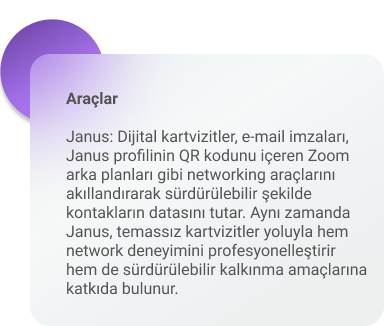 Araçlar
Janus: Dijital kartvizitler, e-mail imzaları,
Janus profilinin QR kodunu içeren Zoom
arka planları gibi networking araçlarını
akıllandırarak sürdürülebilir şekilde
kontakların datasını tutar. Aynı zamanda
Janus, temassız kartvizitler yoluyla hem
network deneyimini profesyonelleştirir
hem de sürdürülebilir kalkınma amaçlarına
katkıda bulunur.